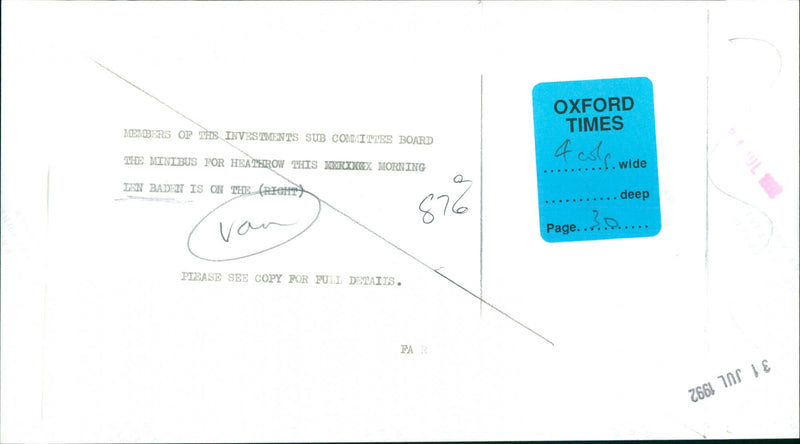 MEMBERS OF THE INVESTMENTS SUB COMMITTEE BOARD
THE MINIBUS FOR HEATHROW THIS MORNING
LEN BADEN IS ON THE (RIGHT)
van
876
PLEASE SEE COPY FOR FULL DETAILS.
FA R
OXFORD
TIMES
4 cols wide
deep
Page 30
31 JUL 1992